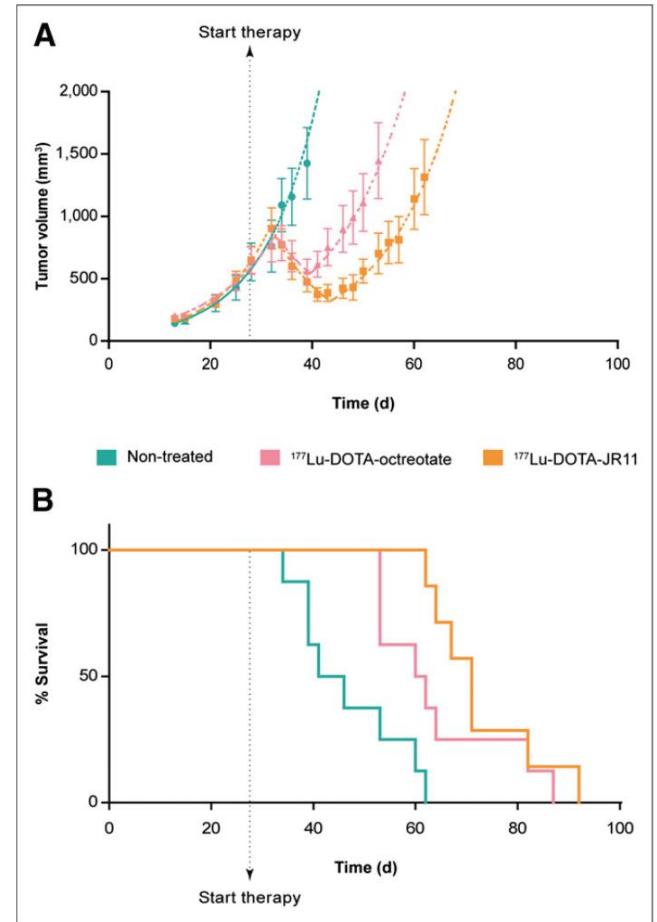 A
Start therapy
2,000
1,500
1,000
500
0
Tumor volume (mm³)
0 20 40 60 80 100
Time (d)
Non-treated ¹⁷⁷Lu-DOTA-octreotate ¹⁷⁷Lu-DOTA-JR11
B
100
50
0
% Survival
0 20 40 60 80 100
Time (d)
Start therapy